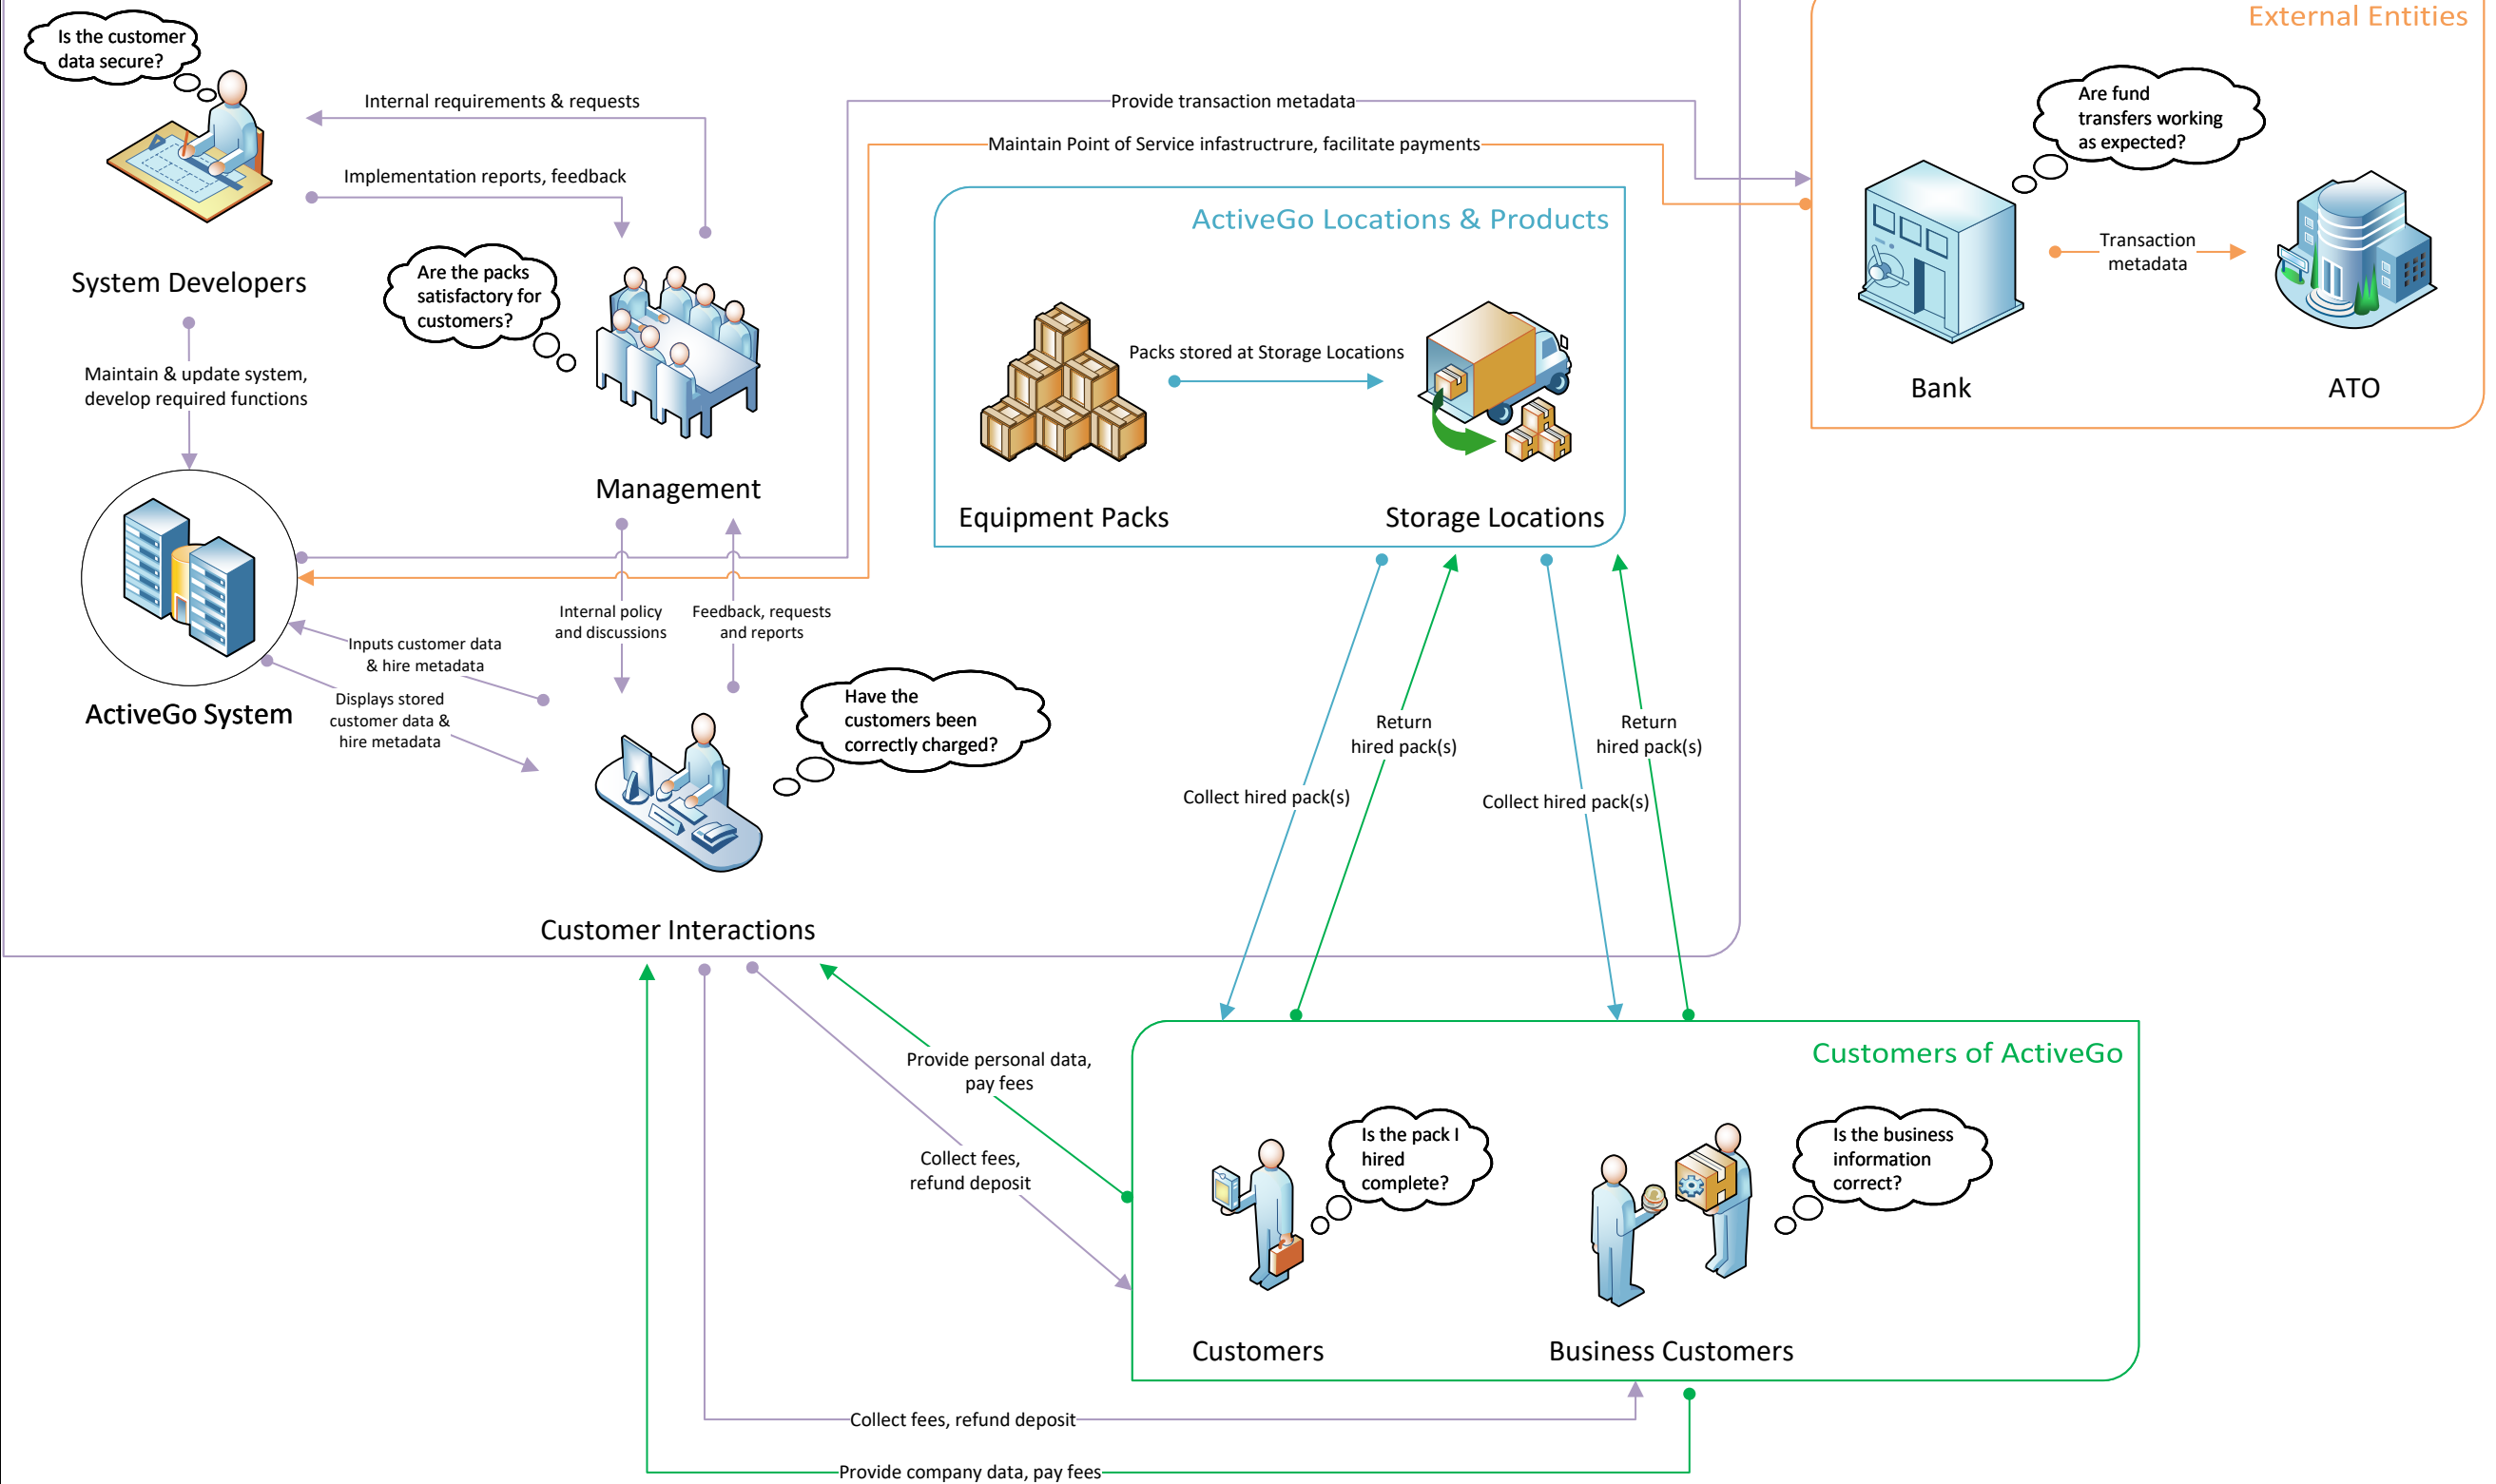 External Entities
Is the customer
data secure?
Internal requirements & requests
Provide transaction metadata
Are fund
transfers working
as expected?
Maintain Point of Service infastructrure, facilitate payments
Implementation reports, feedback
ActiveGo Locations & Products
Transaction
metadata
System Developers
Are the packs
satisfactory for
customers?
Packs stored at Storage Locations
Maintain & update system,
develop required functions
Bank
ATO
Management
Equipment Packs
Storage Locations
Internal policy
and discussions
Feedback, requests
and reports
Inputs customer data
& hire metadata
ActiveGo System
Displays stored
customer data &
hire metadata
Have the
customers been
correctly charged?
Return
hired pack(s)
Return
hired pack(s)
Collect hired pack(s)
Collect hired pack(s)
Customer Interactions
Customers of ActiveGo
Provide personal data,
pay fees
Collect fees,
refund deposit
Is the pack I
hired
complete?
Is the business
information
correct?
Customers
Business Customers
Collect fees, refund deposit
Provide company data, pay fees